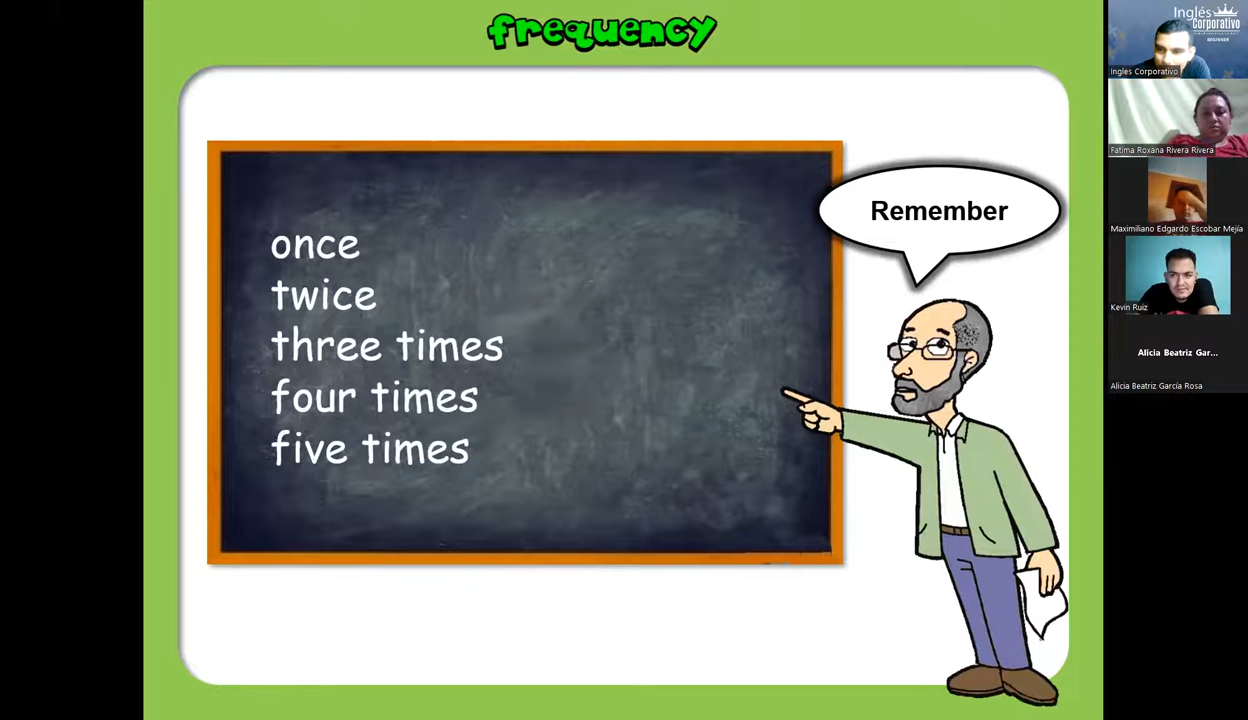 frequency
once
twice
three times
four times
five times
Remember
Inglés
Corporativo
BEGINNER
Ingles Corporativo
Fatima Roxana Rivera Rivera
Maximiliano Edgardo Escobar Mejía
Kevin Ruiz
Alicia Beatriz Gar...
Alicia Beatriz García Rosa